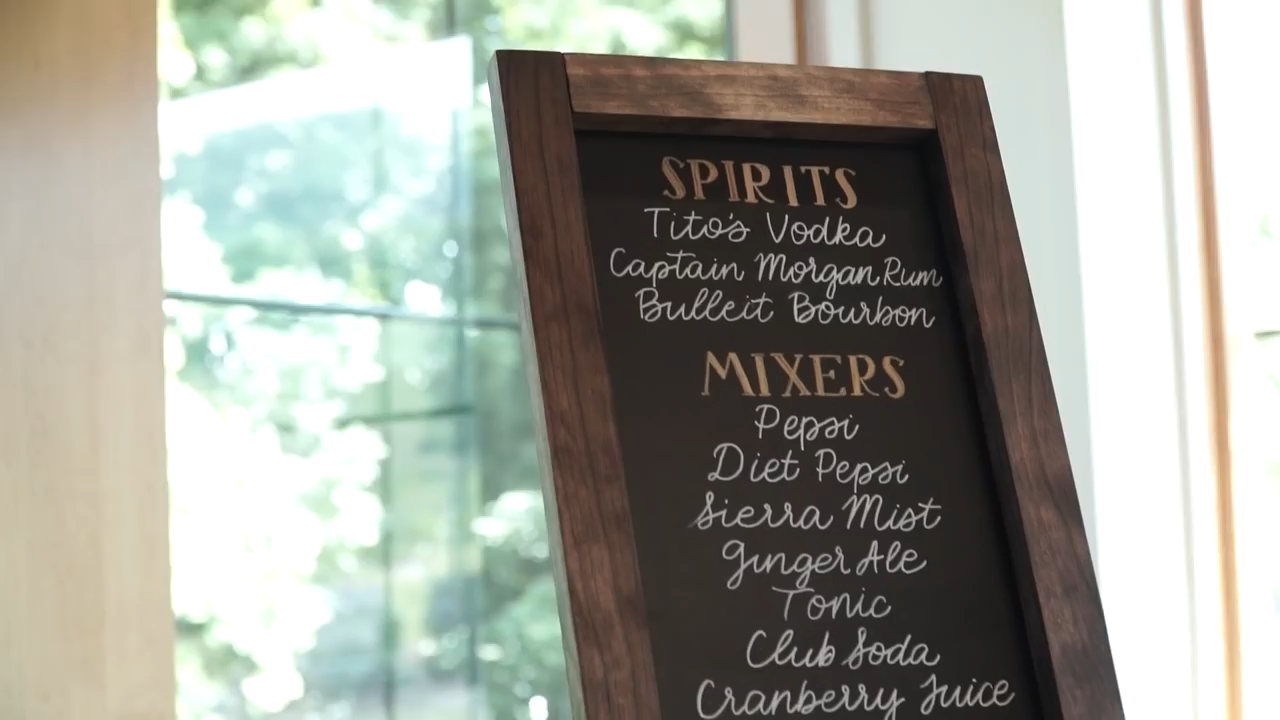 SPIRITS
Tito's Vodka
Captain Morgan Rum
Bulleit Bourbon
MIXERS
Pepsi
Diet Pepsi
Sierra Mist
Ginger Ale
Tonic
Club Soda
Cranberry Juice